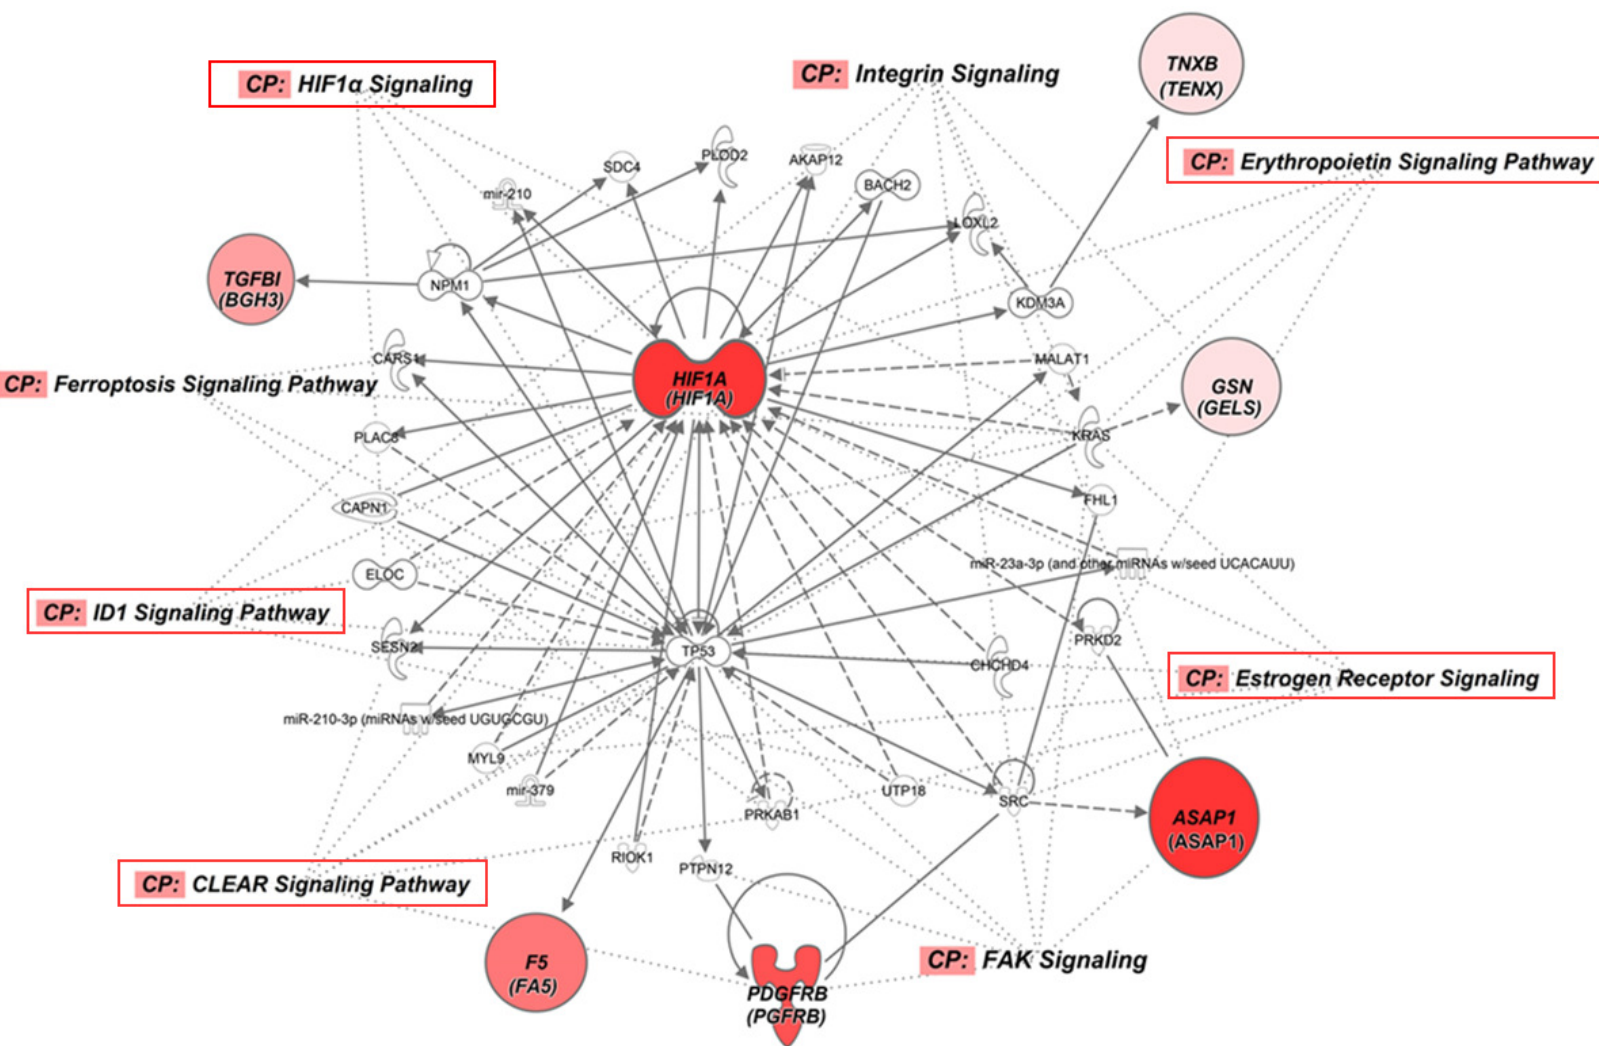 TNXB
(TENX)
CP: HIF1α Signaling
CP: Integrin Signaling
CP: Erythropoietin Signaling Pathway
SDC4
PLOD2
AKAP12
BACH2
mir-210
LOXL2
TGFBI
(BGH3)
NPM1
KDM3A
CARS1
MALAT1
CP: Ferroptosis Signaling Pathway
HIF1A
(HIF1A)
GSN
(GELS)
PLAC8
KRAS
CAPN1
FHL1
miR-23a-3p (and other miRNAs w/seed UCACAUU)
ELOC
CP: ID1 Signaling Pathway
SESN2
TP53
PRKD2
CHCHD4
CP: Estrogen Receptor Signaling
miR-210-3p (miRNAs w/seed UGUGCGU)
MYL9
mir-379
PRKAB1
UTP18
SRC
ASAP1
(ASAP1)
RIOK1
PTPN12
CP: CLEAR Signaling Pathway
F5
(FA5)
CP: FAK Signaling
PDGFRB
(PGFRB)